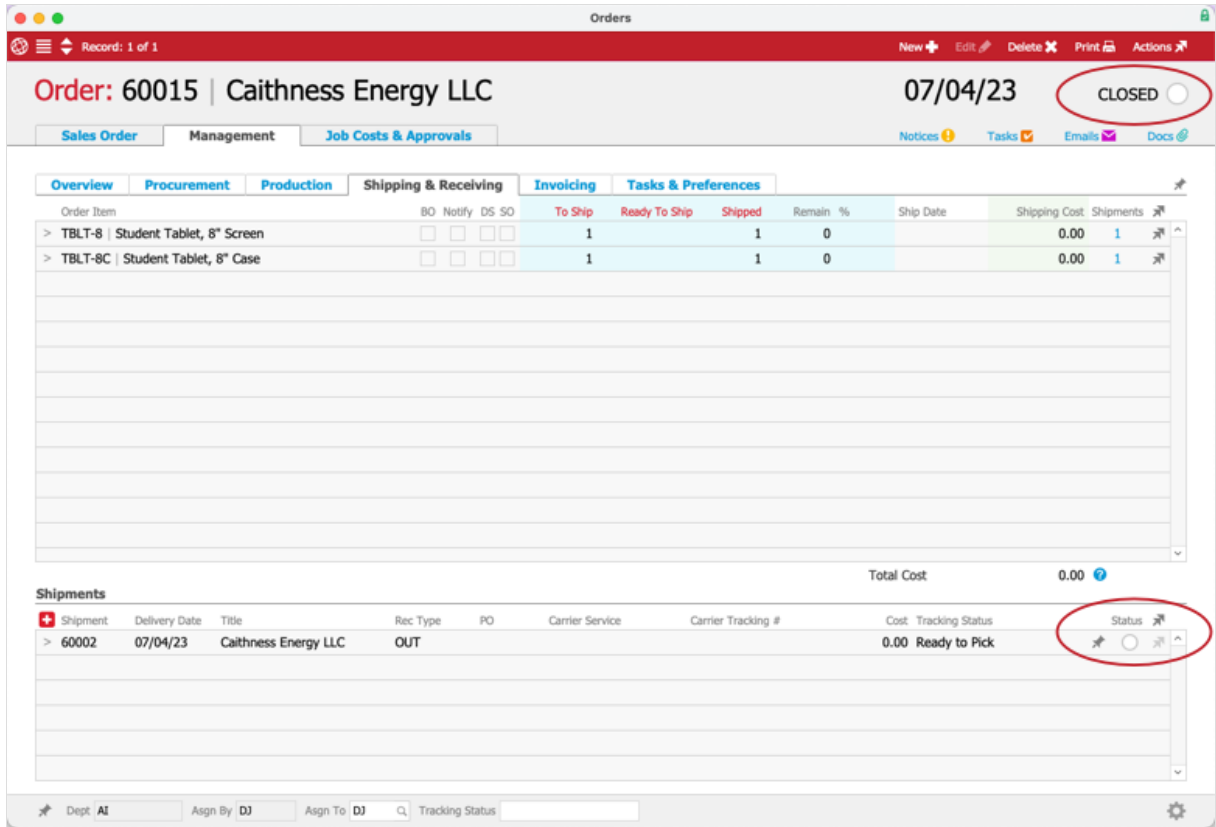 Orders
Record: 1 of 1 New Edit Delete Print Actions
Order: 60015 | Caithness Energy LLC 07/04/23 CLOSED
Sales Order Management Job Costs & Approvals Notices Tasks Emails Docs
Overview Procurement Production Shipping & Receiving Invoicing Tasks & Preferences
Order Item BO Notify DS SO To Ship Ready To Ship Shipped Remain % Ship Date Shipping Cost Shipments
> TBLT-8 | Student Tablet, 8" Screen 1 1 0 0.00 1
> TBLT-8C | Student Tablet, 8" Case 1 1 0 0.00 1
Total Cost 0.00 ?
Shipments
Shipment Delivery Date Title Rec Type PO Carrier Service Carrier Tracking # Cost Tracking Status Status
> 60002 07/04/23 Caithness Energy LLC OUT 0.00 Ready to Pick
Dept AI Asgn By DJ Asgn To DJ Tracking Status